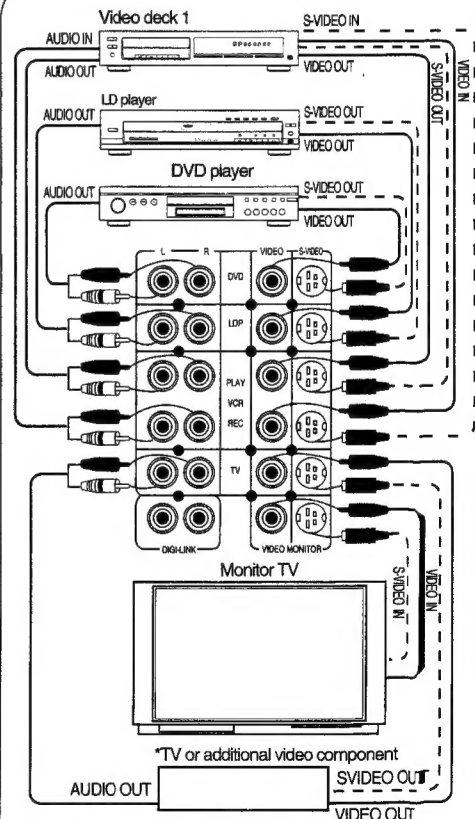 Video deck 1
S-VIDEO IN
AUDIO IN
AUDIO OUT
VIDEO OUT
S-VIDEO OUT
VIDEO IN
LD player
AUDIO OUT
S-VIDEO OUT
VIDEO OUT
DVD player
AUDIO OUT
S-VIDEO OUT
VIDEO OUT
L R VIDEO S-VIDEO
DVD
LDP
PLAY
VCR
REC
TV
DIGI-LINK VIDEO MONITOR
Monitor TV
S-VIDEO IN
VIDEO IN
*TV or additional video component
AUDIO OUT
SVIDEO OUT
VIDEO OUT